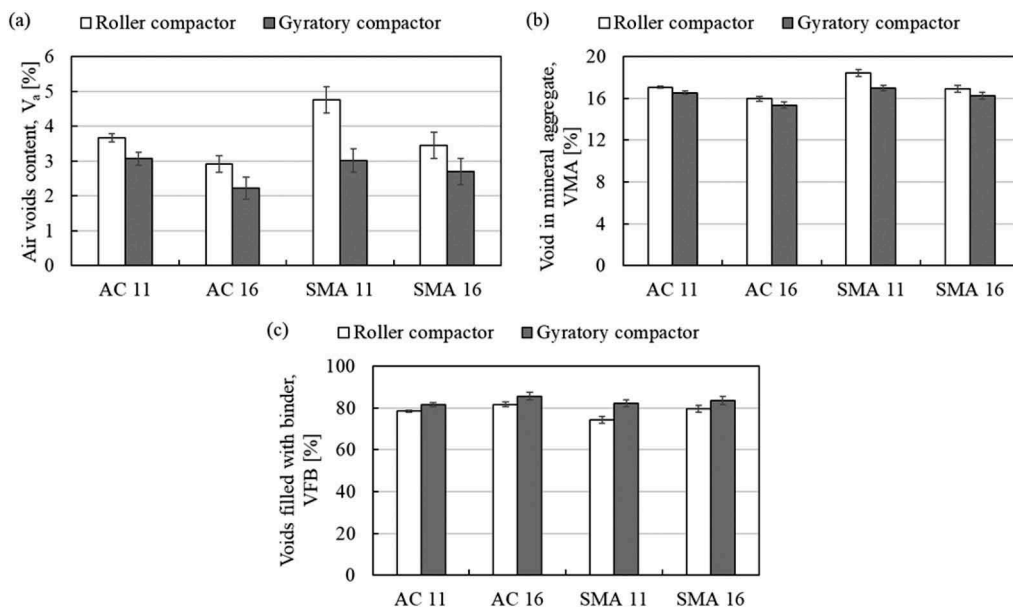 (a)
Roller compactor Gyratory compactor
Air voids content, Va [%]
6
5
4
3
2
1
0
AC 11 AC 16 SMA 11 SMA 16
(b)
Roller compactor Gyratory compactor
Void in mineral aggregate,
VMA [%]
20
16
12
8
4
0
AC 11 AC 16 SMA 11 SMA 16
(c)
Roller compactor Gyratory compactor
Voids filled with binder,
VFB [%]
100
80
60
40
20
0
AC 11 AC 16 SMA 11 SMA 16